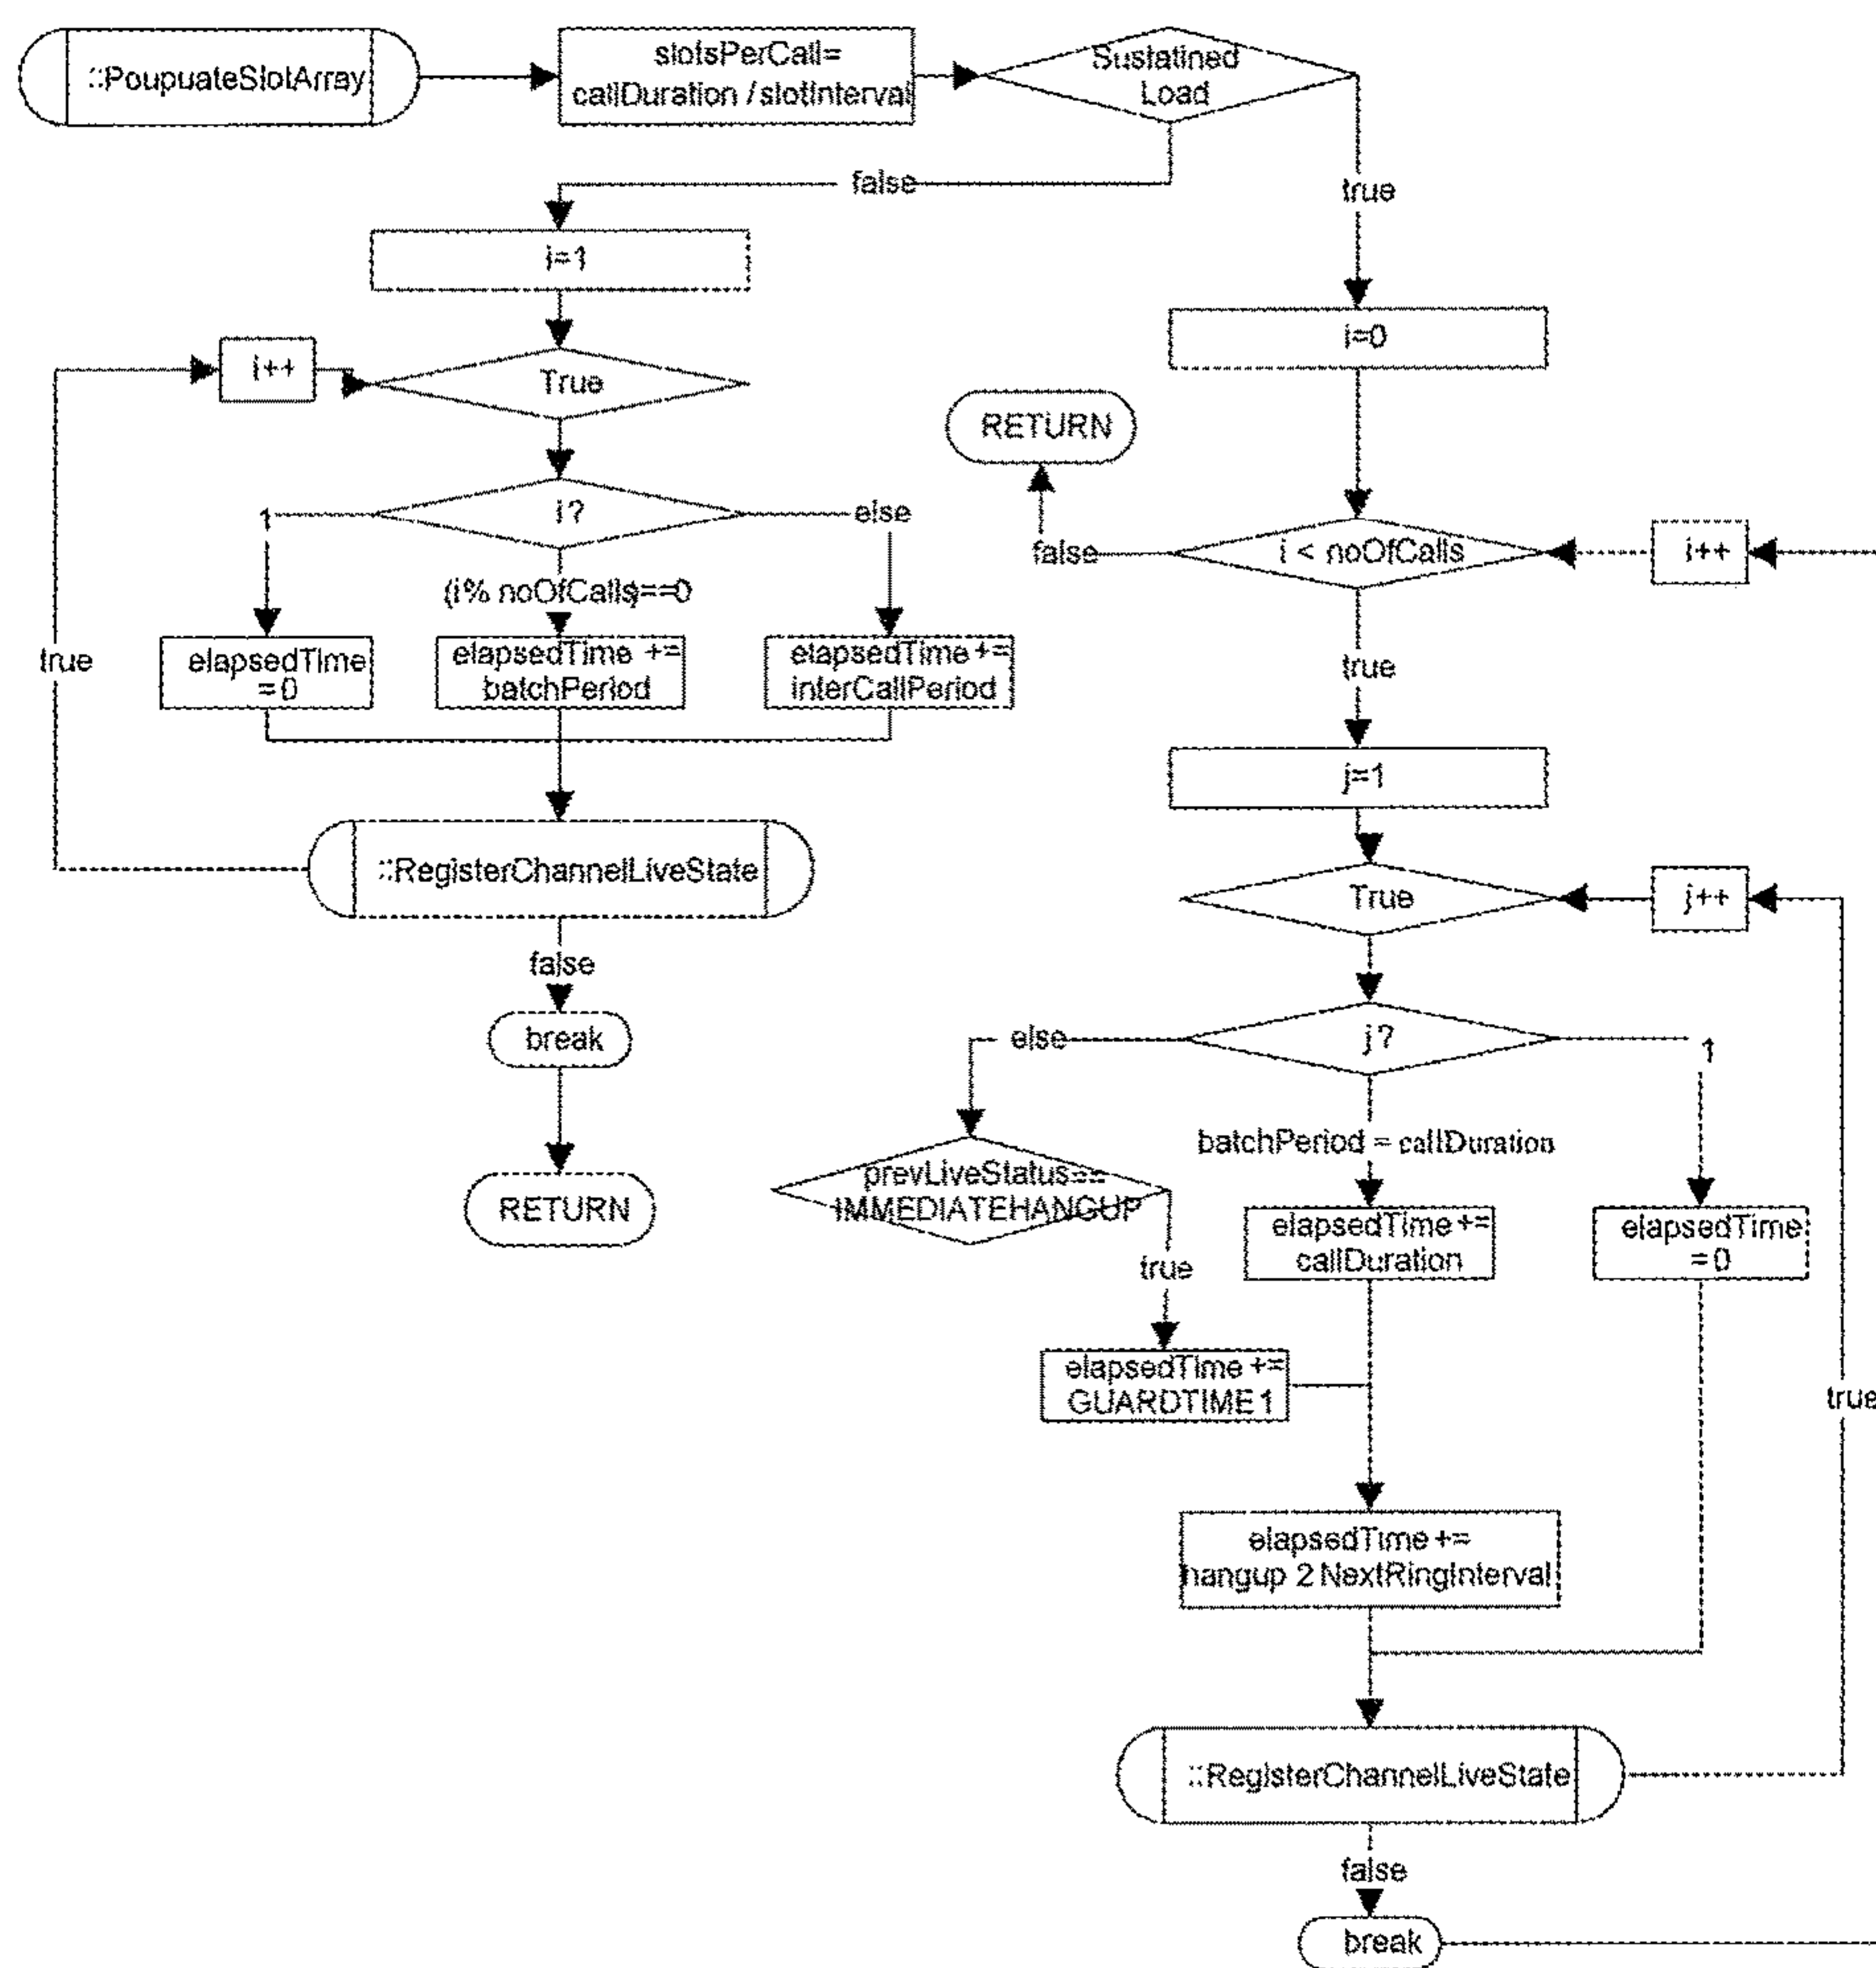 ::PoupuateSlotArray
slotsPerCall=
callDuration / slotInterval
Sustatined
Load
false
true
i=1
i=0
i++
True
RETURN
i?
1
else
false
i < noOfCalls
i++
(i% noOfCalls)==0
true
elapsedTime
=0
elapsedTime +=
batchPeriod
elapsedTime +=
interCallPeriod
true
j=1
::RegisterChannelLiveState
True
j++
false
break
j?
else
1
batchPeriod = callDuration
prevLiveStatus==
IMMEDIATEHANGUP
RETURN
elapsedTime +=
callDuration
elapsedTime
=0
true
elapsedTime +=
GUARDTIME1
true
elapsedTime +=
hangup 2 NextRingInterval
::RegisterChannelLiveState
false
break